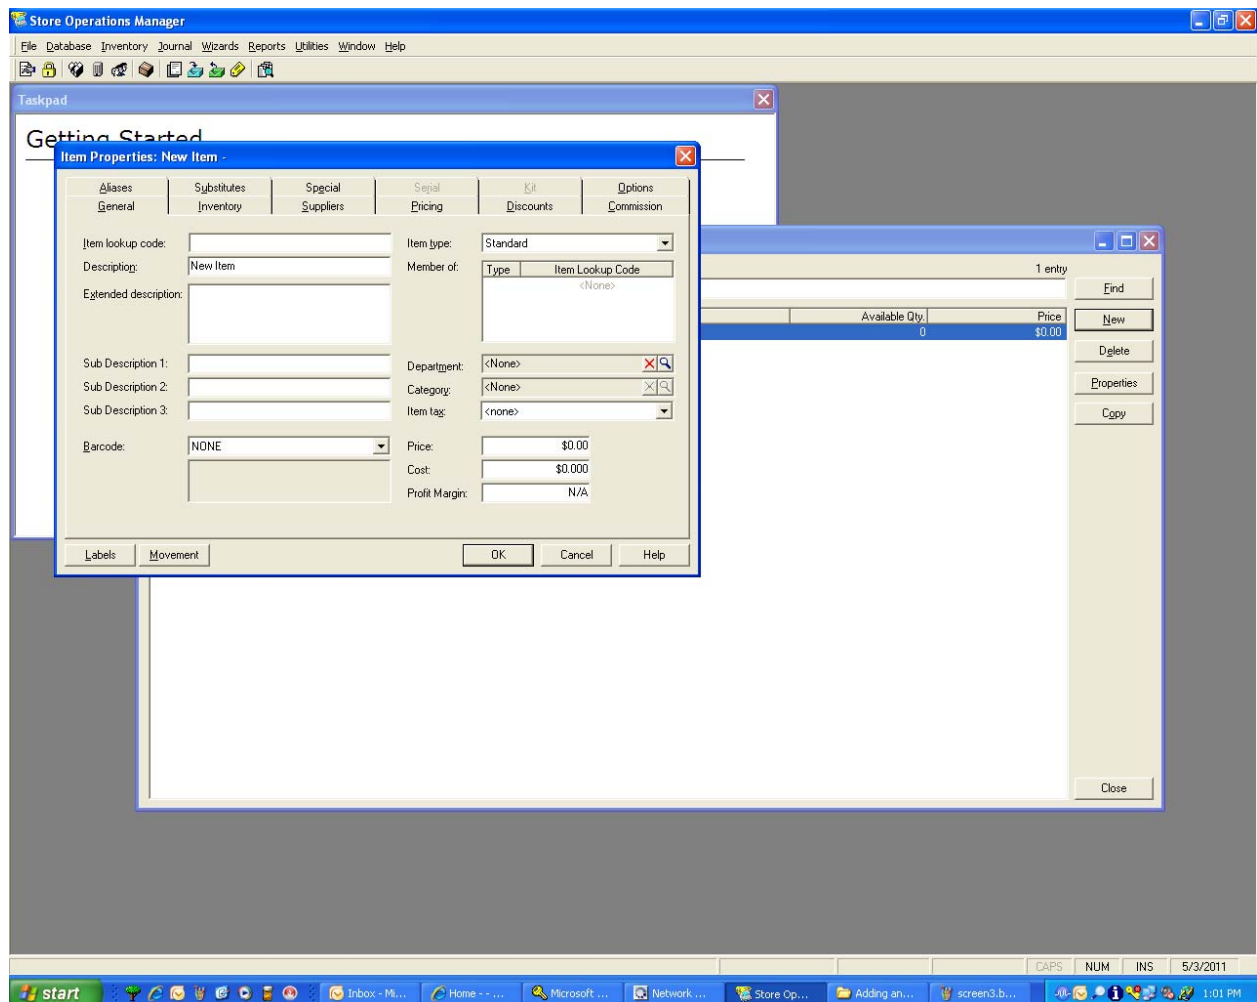 Store Operations Manager
File Database Inventory Journal Wizards Reports Utilities Window Help
Taskpad
Getting Started
Item Properties: New Item -
Aliases Substitutes Special Serial Kit Options
General Inventory Suppliers Pricing Discounts Commission
Item lookup code: Item type: Standard
Description: New Item Member of: Type Item Lookup Code
<None>
Extended description:
Sub Description 1: Department: <None>
Sub Description 2: Category: <None>
Sub Description 3: Item tax: <none>
Barcode: NONE Price: $0.00
Cost: $0.000
Profit Margin: N/A
Labels Movement OK Cancel Help
1 entry
Find
Available Qty. Price
0 $0.00
New
Delete
Properties
Copy
Close
CAPS NUM INS 5/3/2011
start Inbox - Mi... Home - - ... Microsoft ... Network ... Store Op... Adding an... screen3.b... 1:01 PM